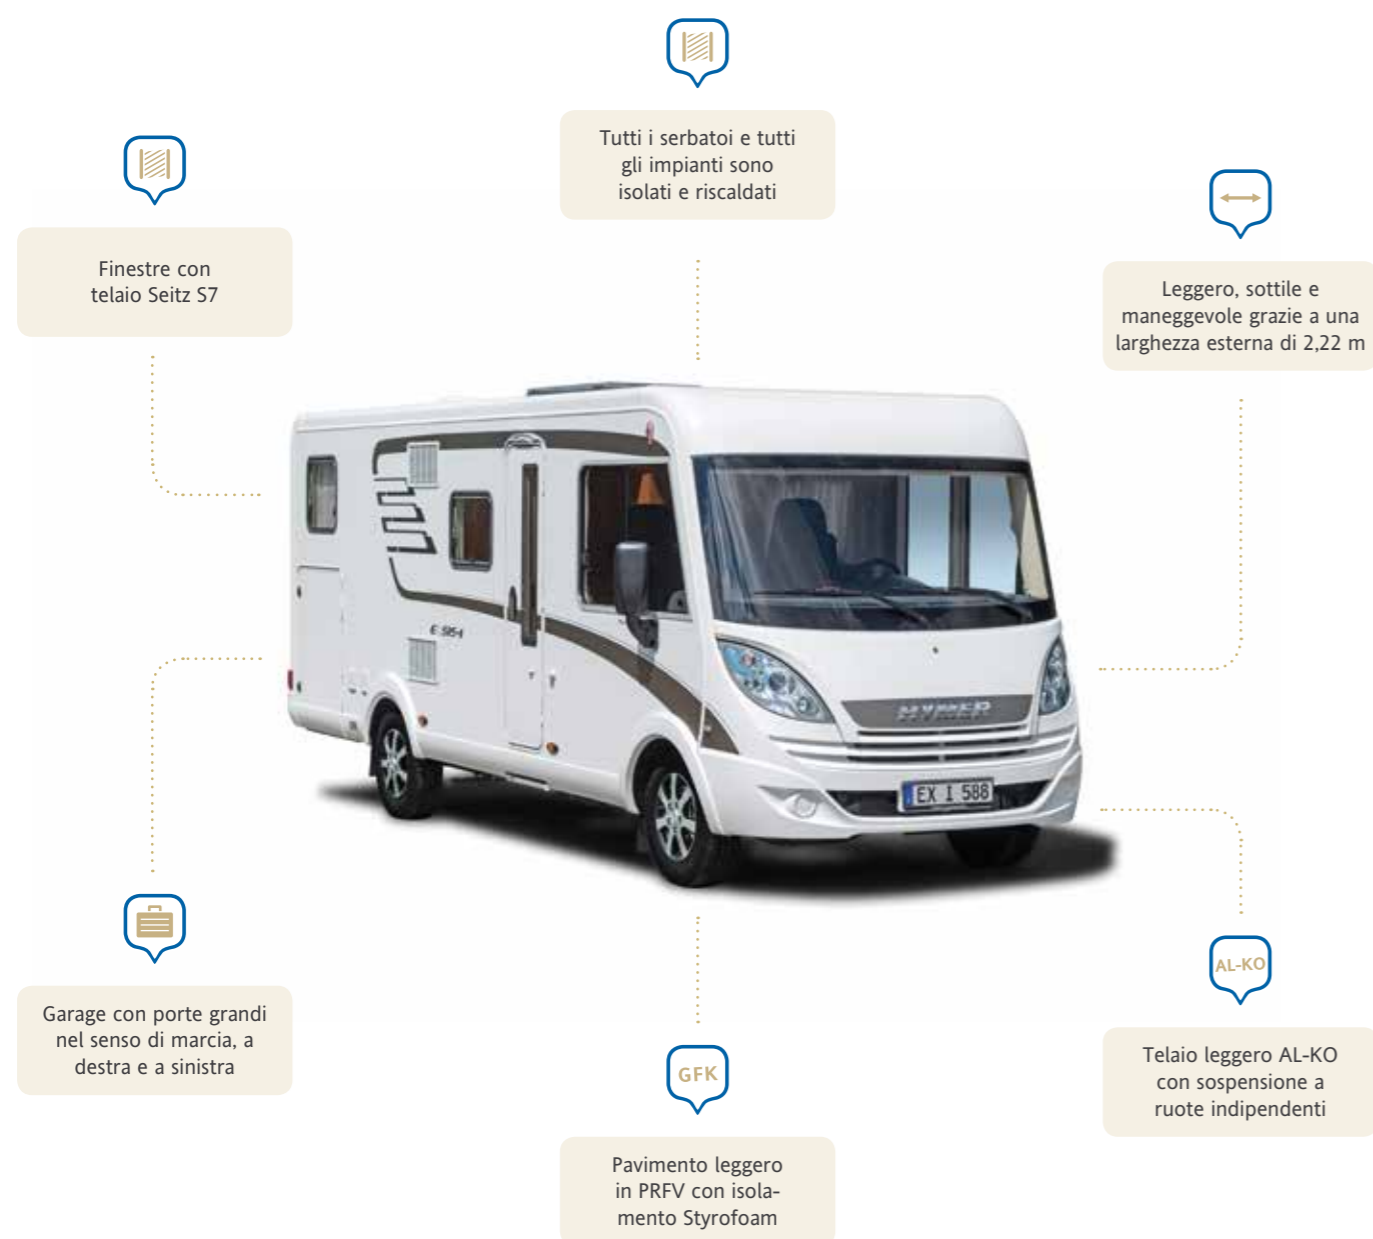 Tutti i serbatoi e tutti
gli impianti sono
isolati e riscaldati
Finestre con
telaio Seitz S7
Leggero, sottile e
maneggevole grazie a una
larghezza esterna di 2,22 m
HYMER
EX I 588
Garage con porte grandi
nel senso di marcia, a
destra e a sinistra
AL-KO
Telaio leggero AL-KO
con sospensione a
ruote indipendenti
GFK
Pavimento leggero
in PRFV con isola-
mento Styrofoam